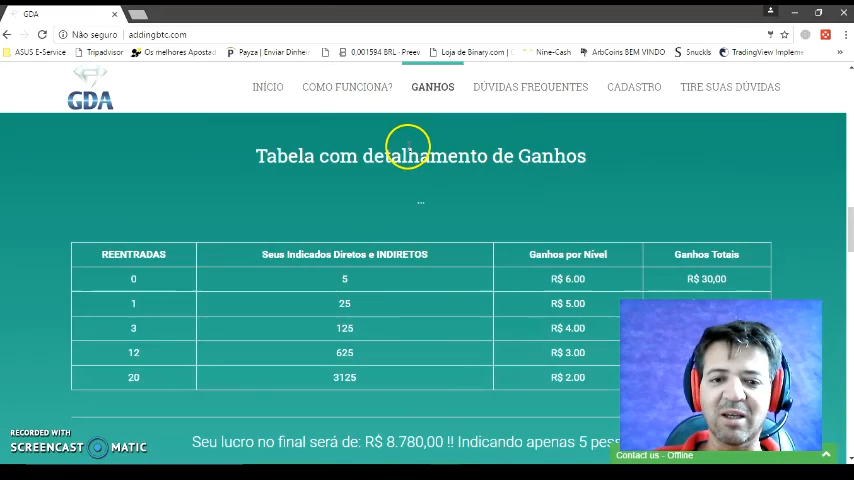 GDA
Não seguro | addingbtc.com
ASUS E-Service
Tripadvisor
Os melhores Apostad
Payza | Enviar Dinhei
0,001594 BRL - Preev
Loja de Binary.com |
Nine-Cash
ArbCoins BEM VINDO
Snuckls
TradingView Impleme
GDA
INÍCIO
COMO FUNCIONA?
GANHOS
DÚVIDAS FREQUENTES
CADASTRO
TIRE SUAS DÚVIDAS
Tabela com detalhamento de Ganhos
...
REENTRADAS Seus Indicados Diretos e INDIRETOS Ganhos por Nível Ganhos Totais
0 5 R$ 6.00 R$ 30,00
1 25 R$ 5.00
3 125 R$ 4.00
12 625 R$ 3.00
20 3125 R$ 2.00
Seu lucro no final será de: R$ 8.780,00 !! Indicando apenas 5 pess
RECORDED WITH
SCREENCAST MATIC
Contact us - Offline